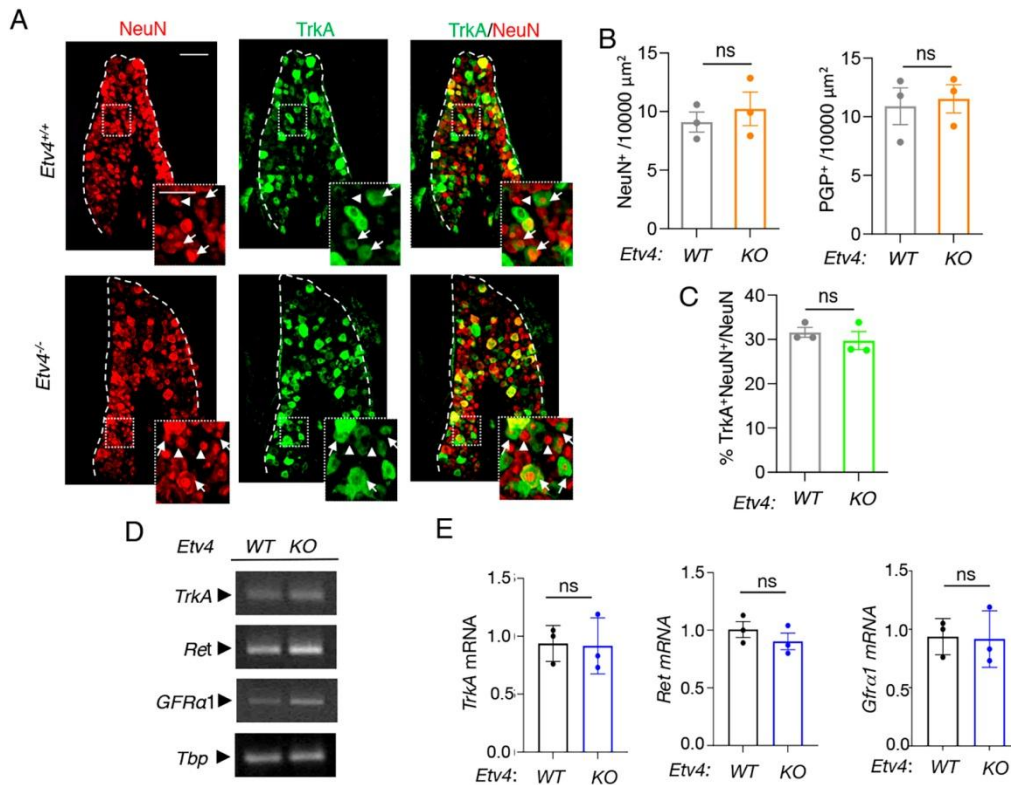 A
NeuN
TrkA
TrkA/NeuN
Etv4+/+
Etv4-/-
B
NeuN+ /10000 µm²
15
10
5
0
ns
Etv4: WT KO
PGP+ /10000 µm²
15
10
5
0
ns
Etv4: WT KO
C
% TrkA+NeuN+/NeuN
40
30
20
10
0
ns
Etv4: WT KO
D
Etv4 WT KO
TrkA
Ret
GFRα1
Tbp
E
TrkA mRNA
1.5
1.0
0.5
0.0
ns
Etv4: WT KO
Ret mRNA
1.5
1.0
0.5
0.0
ns
WT KO
Gfrα1 mRNA
1.5
1.0
0.5
0.0
ns
Etv4: WT KO